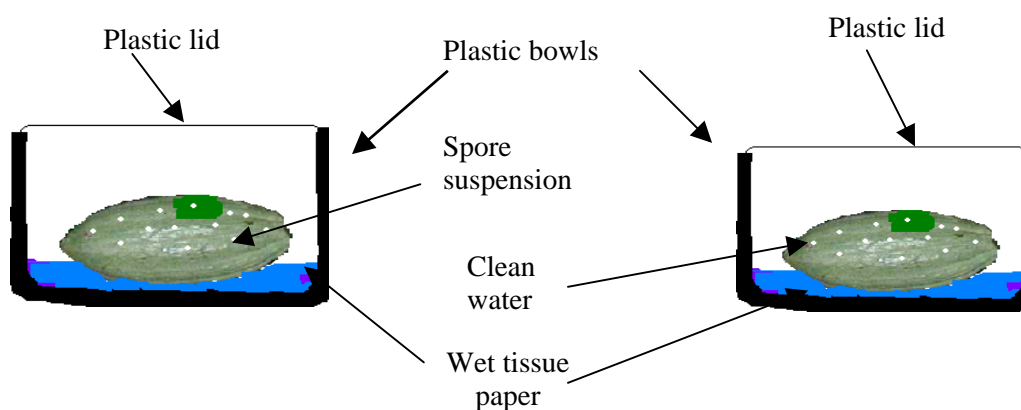 Plastic lid
Plastic bowls
Plastic lid
Spore
suspension
Clean
water
Wet tissue
paper